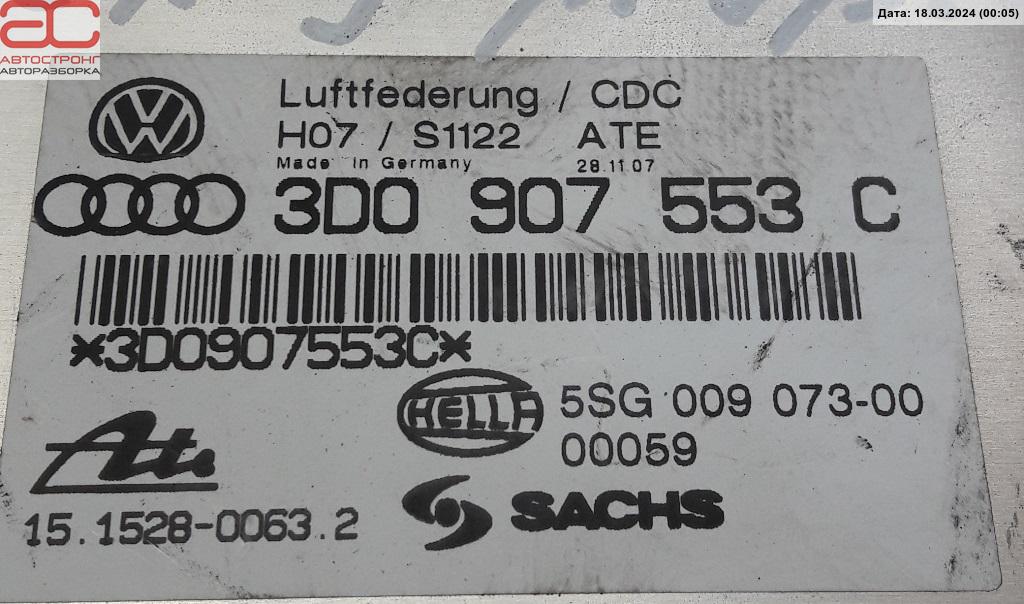 Дата: 18.03.2024 (00:05)
АС
АВТОСТРОНГ
АВТОРАЗБОРКА
Luftfederung / CDC
H07 / S1122 ATE
Made in Germany 28.11.07
3D0 907 553 C
*3D0907553C*
HELLA 5SG 009 073-00
00059
Ate
SACHS
15.1528-0063.2